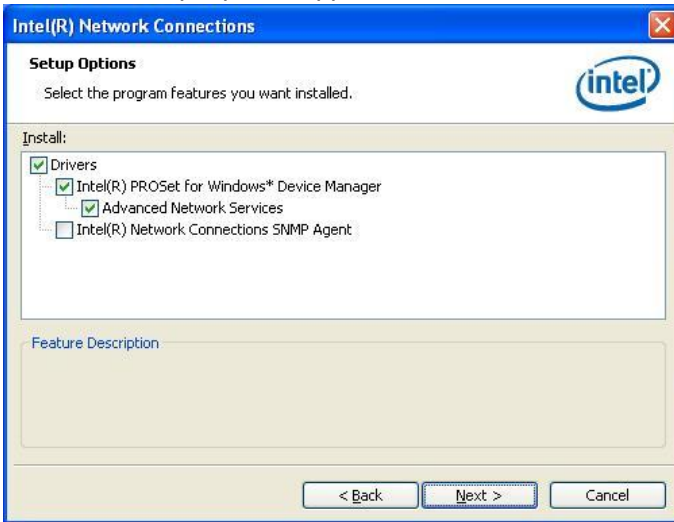 Intel(R) Network Connections
Setup Options
Select the program features you want installed.
intel
Install:
Drivers
Intel(R) PROSet for Windows* Device Manager
Advanced Network Services
Intel(R) Network Connections SNMP Agent
Feature Description
< Back
Next >
Cancel